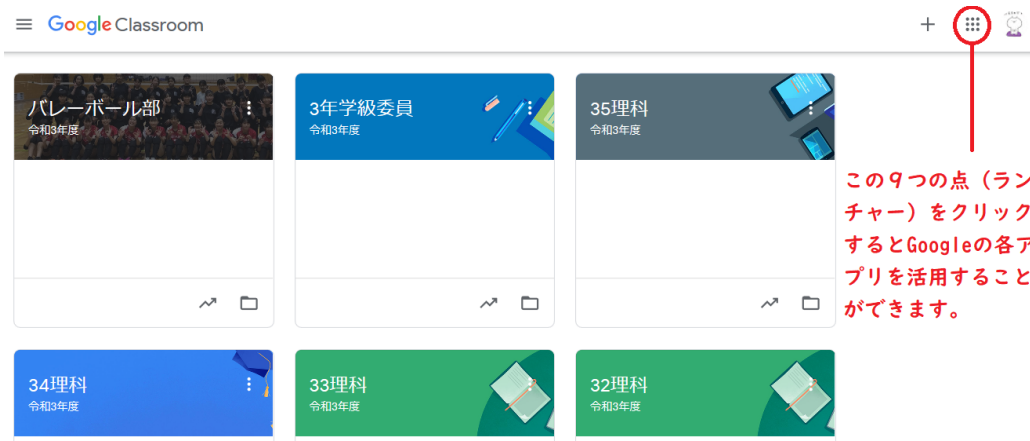 Google Classroom
バレーボール部
令和3年度
3年学級委員
令和3年度
35理科
令和3年度
この9つの点（ラン
チャー）をクリック
するとGoogleの各ア
プリを活用すること
ができます。
34理科
令和3年度
33理科
令和3年度
32理科
令和3年度